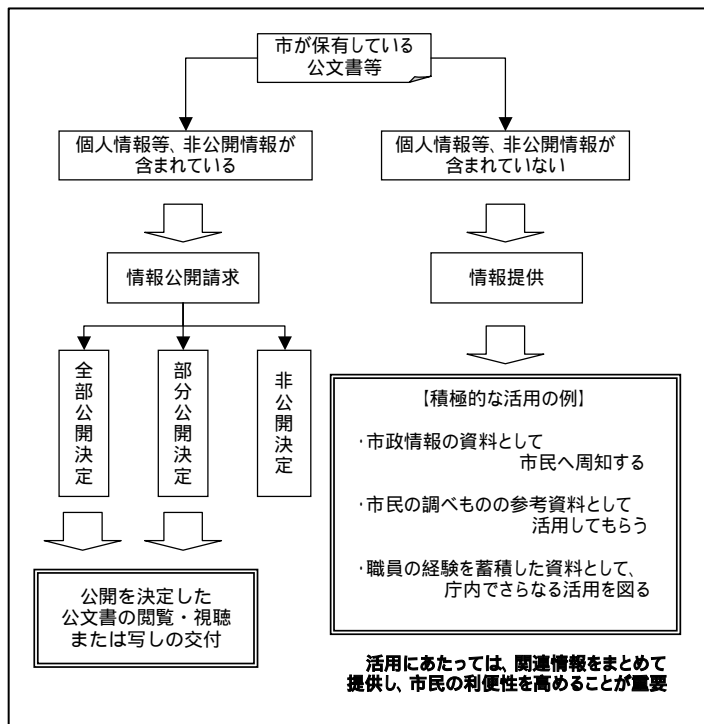 市が保有している
公文書等
個人情報等、非公開情報が
含まれている
個人情報等、非公開情報が
含まれていない
情報公開請求
情報提供
全部公開決定
部分公開決定
非公開決定
公開を決定した
公文書の閲覧・視聴
または写しの交付
【積極的な活用の例】
・市政情報の資料として
市民へ周知する
・市民の調べものの参考資料として
活用してもらう
・職員の経験を蓄積した資料として、
庁内でさらなる活用を図る
活用にあたっては、関連情報をまとめて
提供し、市民の利便性を高めることが重要